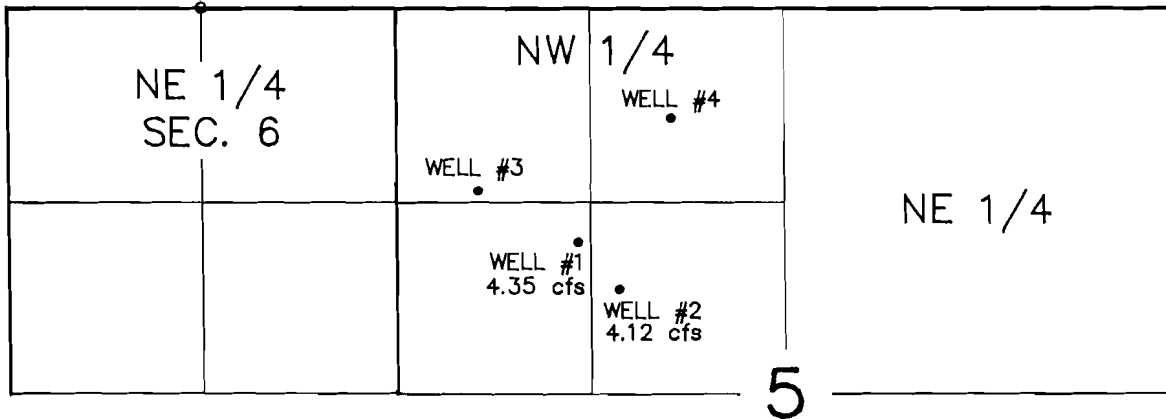 NE 1/4
SEC. 6
NW 1/4
WELL #4
WELL #3
NE 1/4
WELL #1
4.35 cfs
WELL #2
4.12 cfs
5